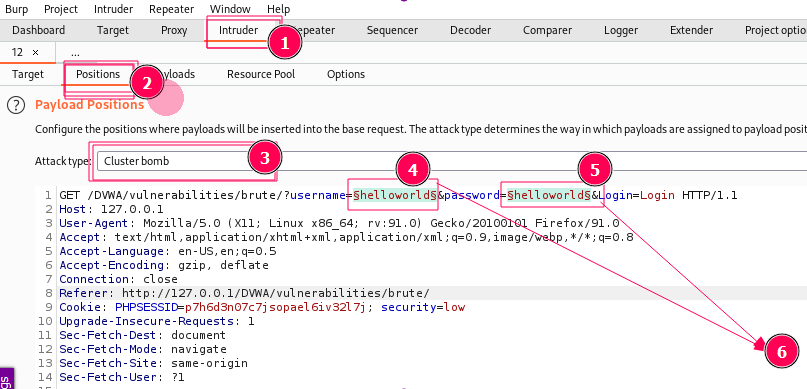 Burp Project Intruder Repeater Window Help
Dashboard Target Proxy Intruder Repeater Sequencer Decoder Comparer Logger Extender Project option
1
12 × ...
Target Positions Payloads Resource Pool Options
2
? Payload Positions
Configure the positions where payloads will be inserted into the base request. The attack type determines the way in which payloads are assigned to payload posit
Attack type: Cluster bomb
3
4
5
1 GET /DVWA/vulnerabilities/brute/?username=§helloworld§&password=§helloworld§&Login=Login HTTP/1.1
2 Host: 127.0.0.1
3 User-Agent: Mozilla/5.0 (X11; Linux x86_64; rv:91.0) Gecko/20100101 Firefox/91.0
4 Accept: text/html,application/xhtml+xml,application/xml;q=0.9,image/webp,*/*;q=0.8
5 Accept-Language: en-US,en;q=0.5
6 Accept-Encoding: gzip, deflate
7 Connection: close
8 Referer: http://127.0.0.1/DVWA/vulnerabilities/brute/
9 Cookie: PHPSESSID=p7h6d3n07c7jsopael6iv32l7j; security=low
10 Upgrade-Insecure-Requests: 1
11 Sec-Fetch-Dest: document
12 Sec-Fetch-Mode: navigate
13 Sec-Fetch-Site: same-origin
14 Sec-Fetch-User: ?1
6